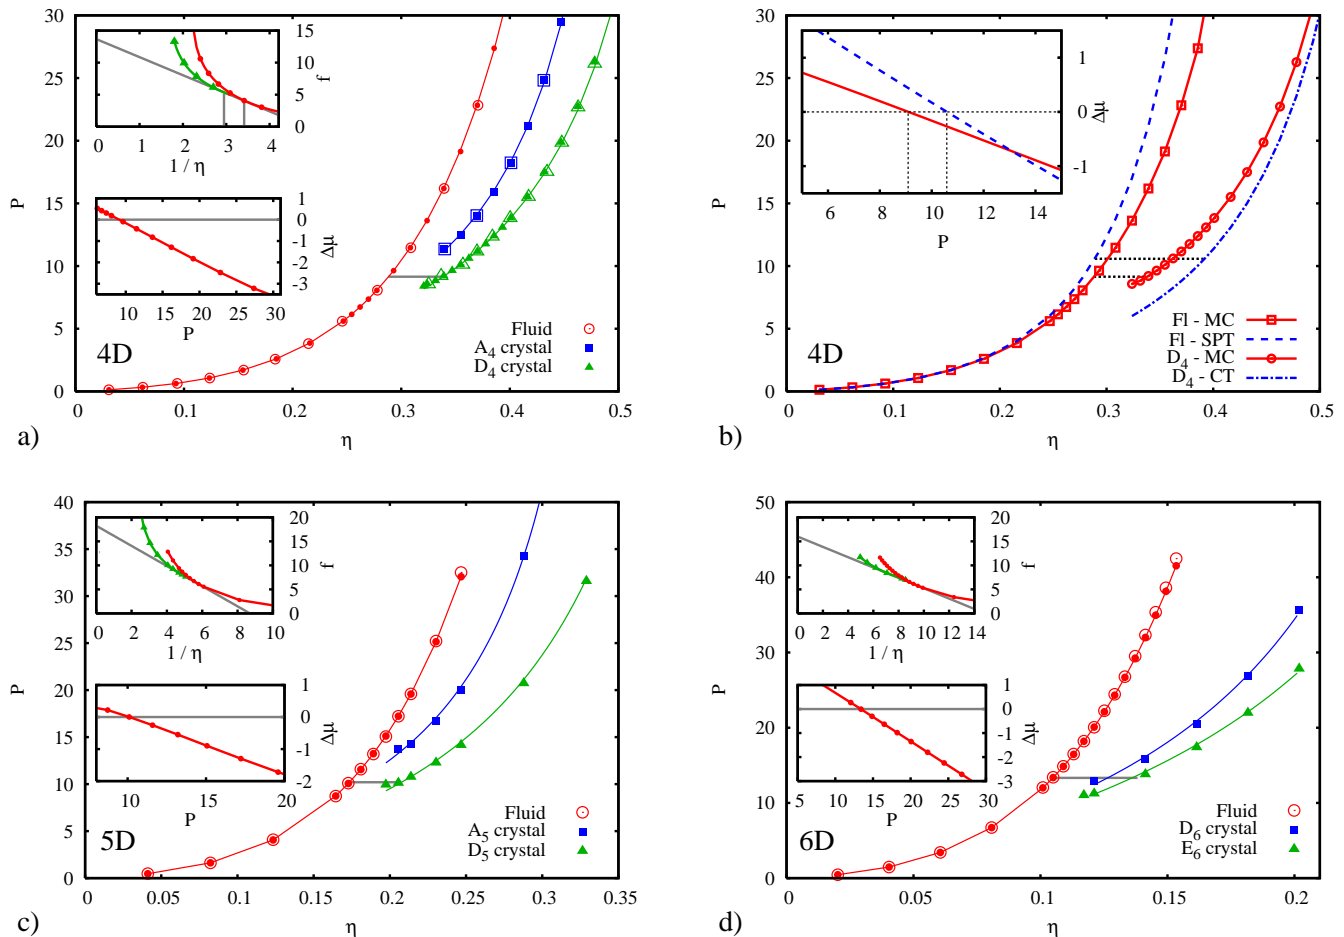 30
25
20
15
10
5
0
P
0
0.1
0.2
0.3
0.4
0.5
η
15
10
5
0
f
0
1
2
3
4
1 / η
1
0
-1
-2
-3
Δμ
10
15
20
25
30
P
Fluid
A4 crystal
D4 crystal
4D
a)
30
25
20
15
10
5
0
P
0
0.1
0.2
0.3
0.4
0.5
η
1
0
-1
Δμ
6
8
10
12
14
P
Fl - MC
Fl - SPT
D4 - MC
D4 - CT
4D
b)
40
35
30
25
20
15
10
5
0
P
0
0.05
0.1
0.15
0.2
0.25
0.3
0.35
η
20
15
10
5
0
f
0
2
4
6
8
10
1 / η
1
0
-1
-2
Δμ
10
15
20
P
Fluid
A5 crystal
D5 crystal
5D
c)
50
40
30
20
10
0
P
0
0.05
0.1
0.15
0.2
η
20
15
10
5
0
f
0
2
4
6
8
10
12
14
1 / η
1
0
-1
-2
-3
Δμ
5
10
15
20
25
30
P
Fluid
D6 crystal
E6 crystal
6D
d)